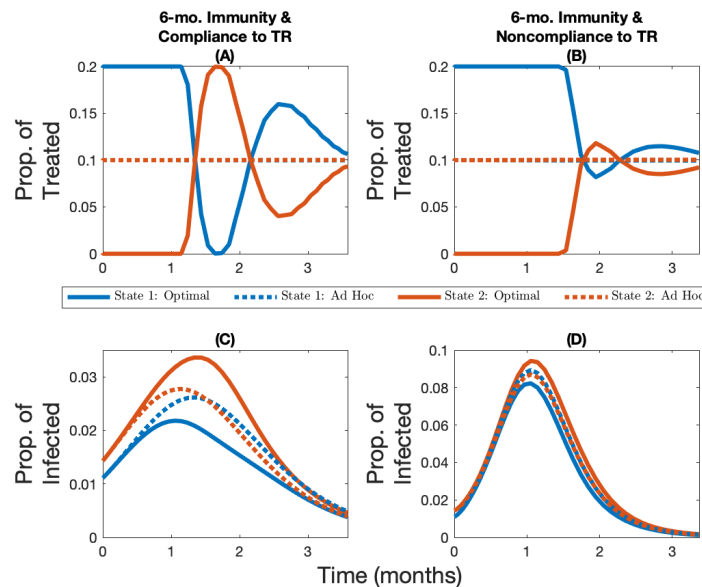 6-mo. Immunity &
Compliance to TR
(A)
6-mo. Immunity &
Noncompliance to TR
(B)
Prop. of
Treated
0.2
0.15
0.1
0.05
0
0
1
2
3
Prop. of
Treated
0.2
0.15
0.1
0.05
0
0
1
2
3
State 1: Optimal
State 1: Ad Hoc
State 2: Optimal
State 2: Ad Hoc
(C)
Prop. of
Infected
0.03
0.02
0.01
0
0
1
2
3
(D)
Prop. of
Infected
0.1
0.08
0.06
0.04
0.02
0
0
1
2
3
Time (months)